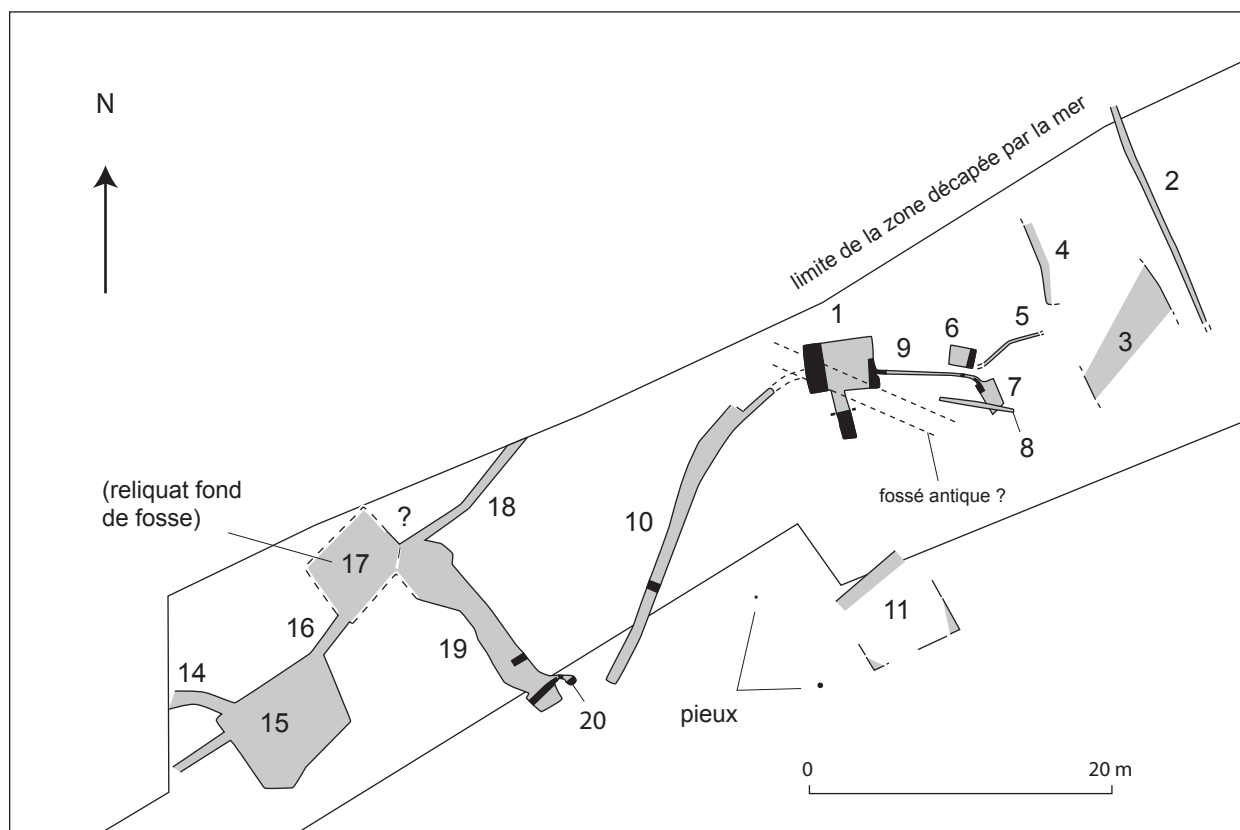 N
limite de la zone décapée par la mer
2
4
1
5
6
9
3
7
8
fossé antique ?
(reliquat fond
de fosse)
?
18
10
17
11
16
19
14
15
20
pieux
0
20 m